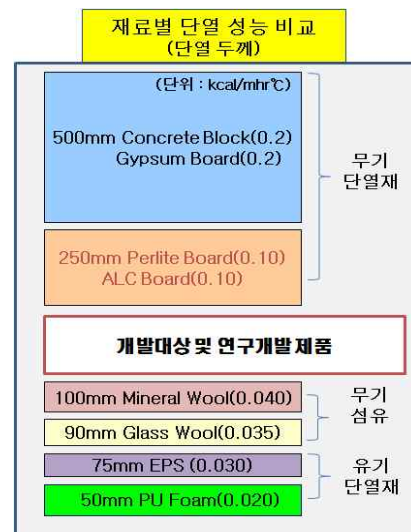 재료별 단열 성능 비교
(단열 두께)
(단위 : kcal/mhr℃)
500mm Concrete Block(0.2)
Gypsum Board(0.2)
무기
단열재
250mm Perlite Board(0.10)
ALC Board(0.10)
개발대상 및 연구개발 제품
100mm Mineral Wool(0.040)
90mm Glass Wool(0.035)
무기
섬유
75mm EPS (0.030)
50mm PU Foam(0.020)
유기
단열재